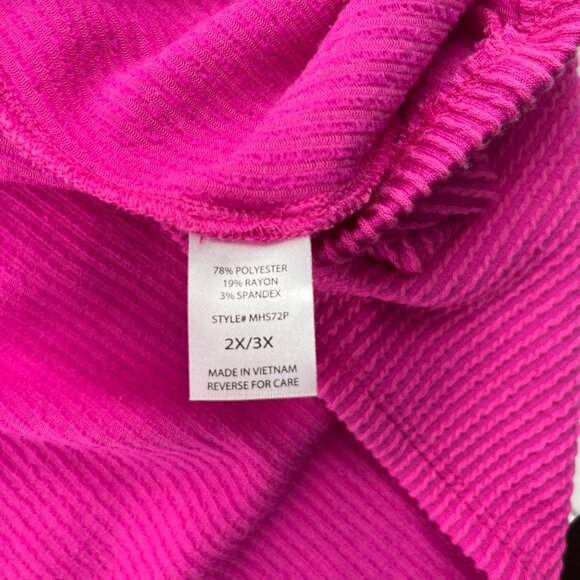 78% POLYESTER
19% RAYON
3% SPANDEX
STYLE# MHS72P
2X/3X
MADE IN VIETNAM
REVERSE FOR CARE